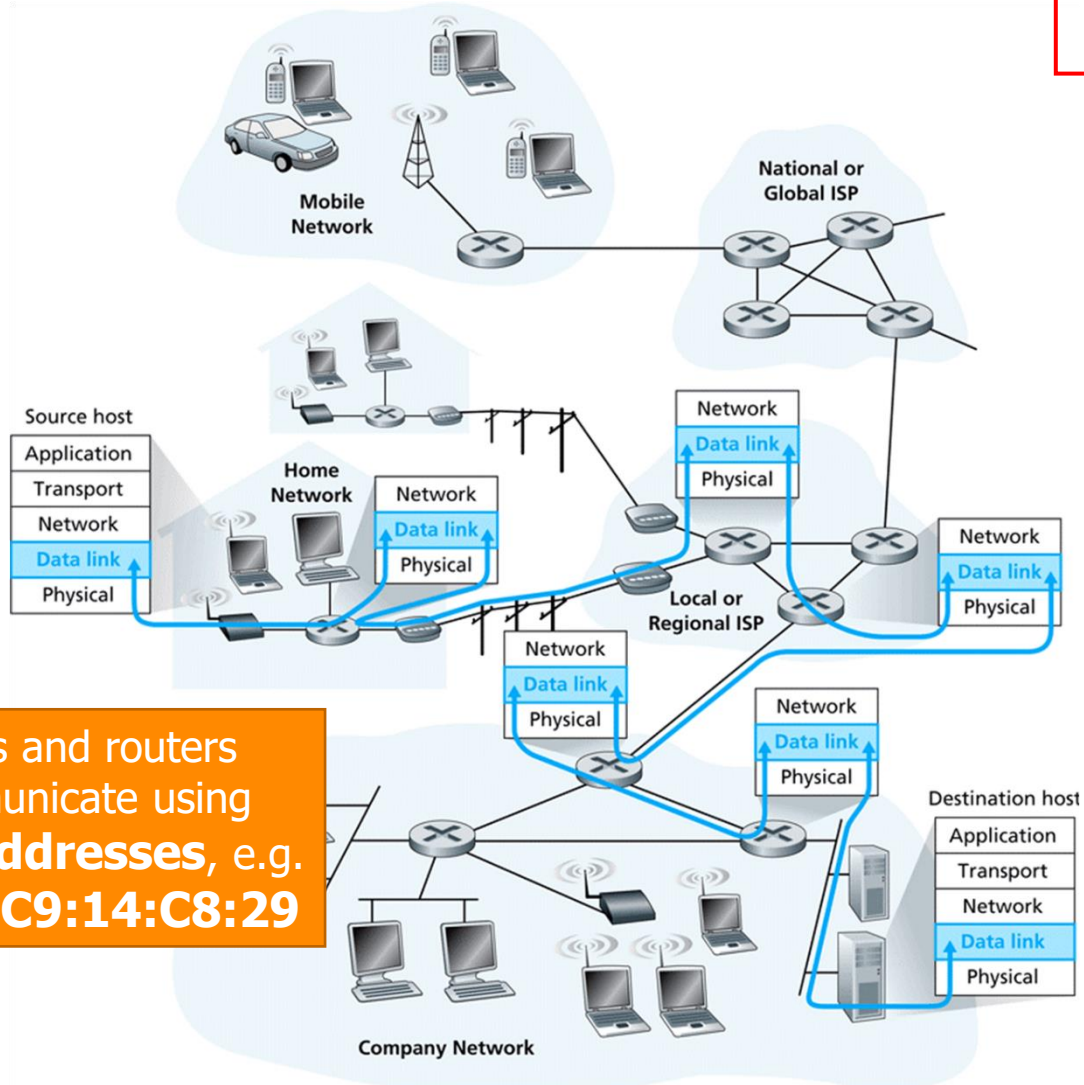 Mobile
Network
National or
Global ISP
Source host
Application
Transport
Network
Data link
Physical
Home
Network
Network
Data link
Physical
Network
Data link
Physical
Local or
Regional ISP
Network
Data link
Physical
Network
Data link
Physical
Network
Data link
Physical
s and routers
unicate using
ddresses, e.g.
C9:14:C8:29
Destination host
Application
Transport
Network
Data link
Physical
Company Network